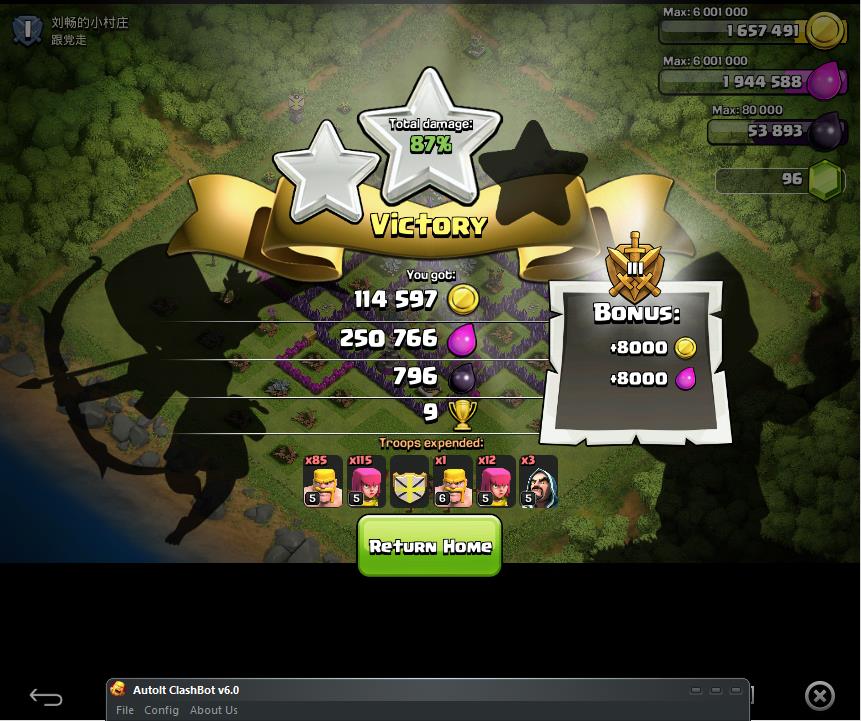 I
刘畅的小村庄
跟党走
Max: 6 001 000
1 657 491
Max: 6 001 000
1 944 588
Max: 80 000
53 893
96
Total damage:
87%
Victory
You got:
114 597
250 766
796
9
III
Bonus:
+8000
+8000
Troops expended:
x85 x115 x1 x12 x3
5 5 6 5 5
Return Home
AutoIt ClashBot v6.0
File Config About Us